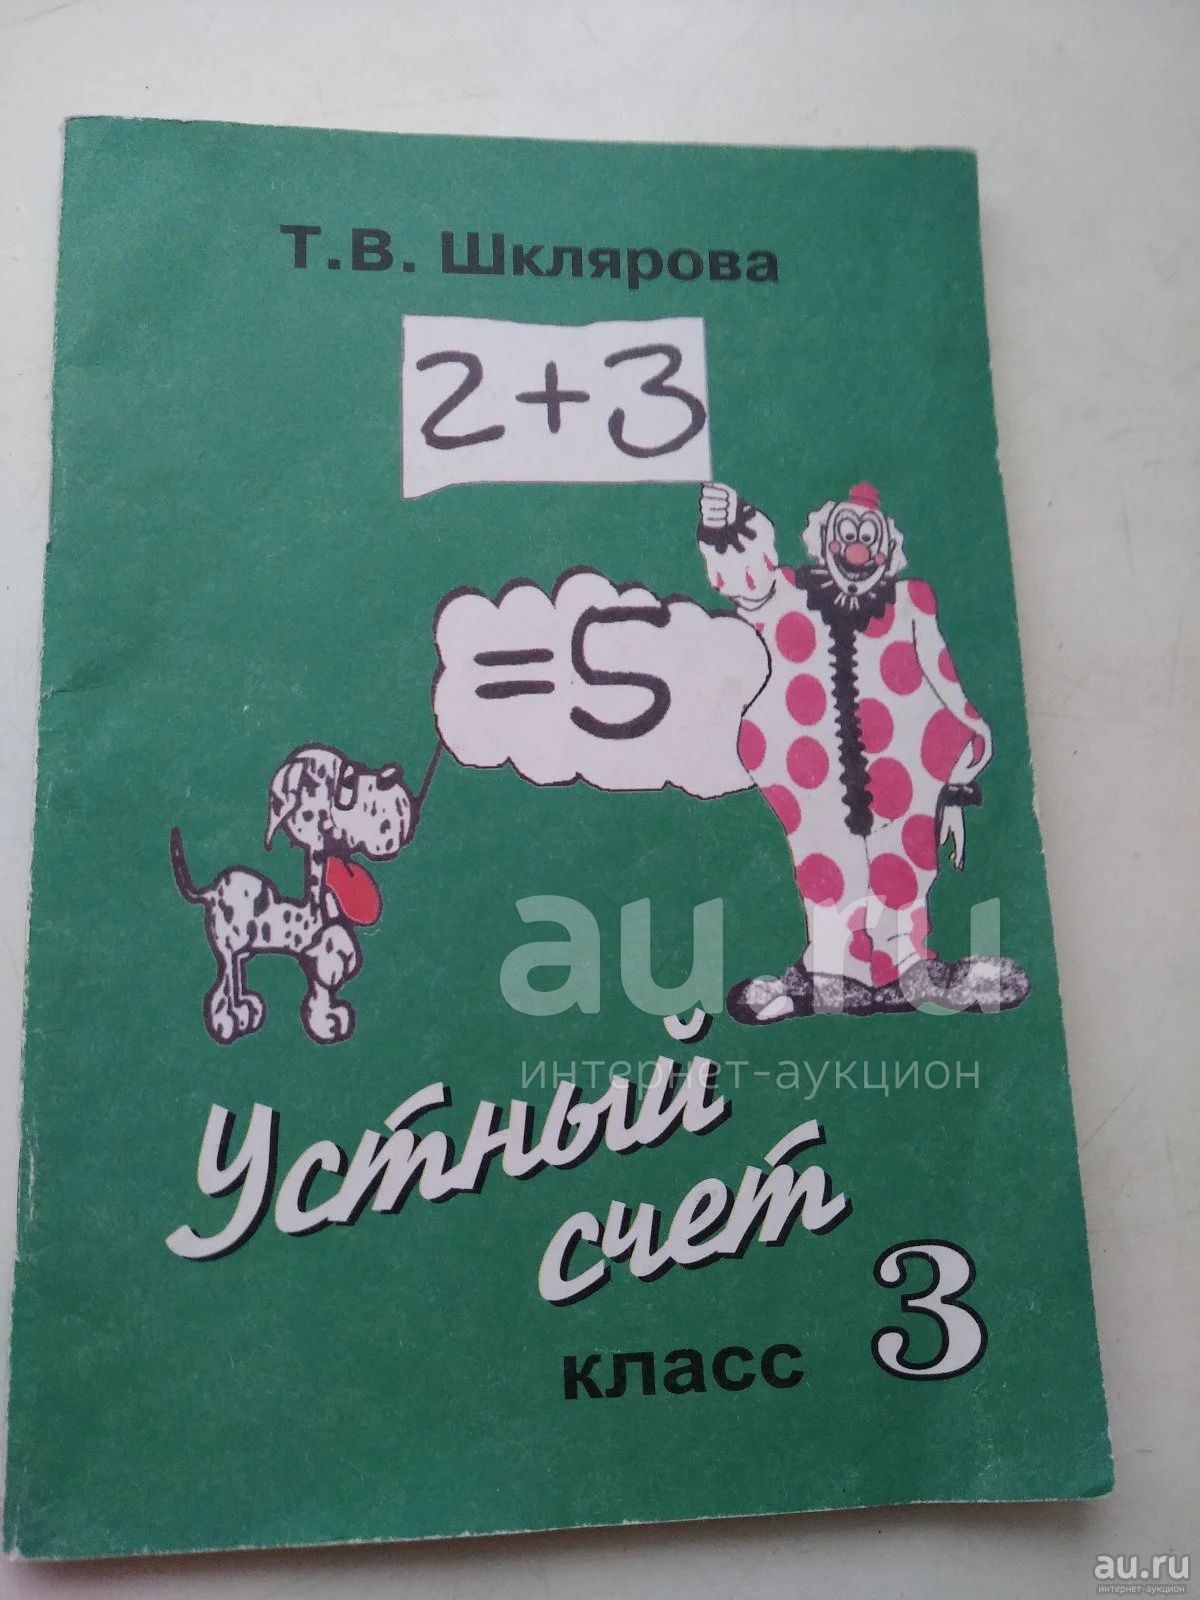 Т.В. Шклярова
2+3
=5
au.ru
интернет-аукцион
Устный
счет
класс 3
au.ru
интернет-аукцион